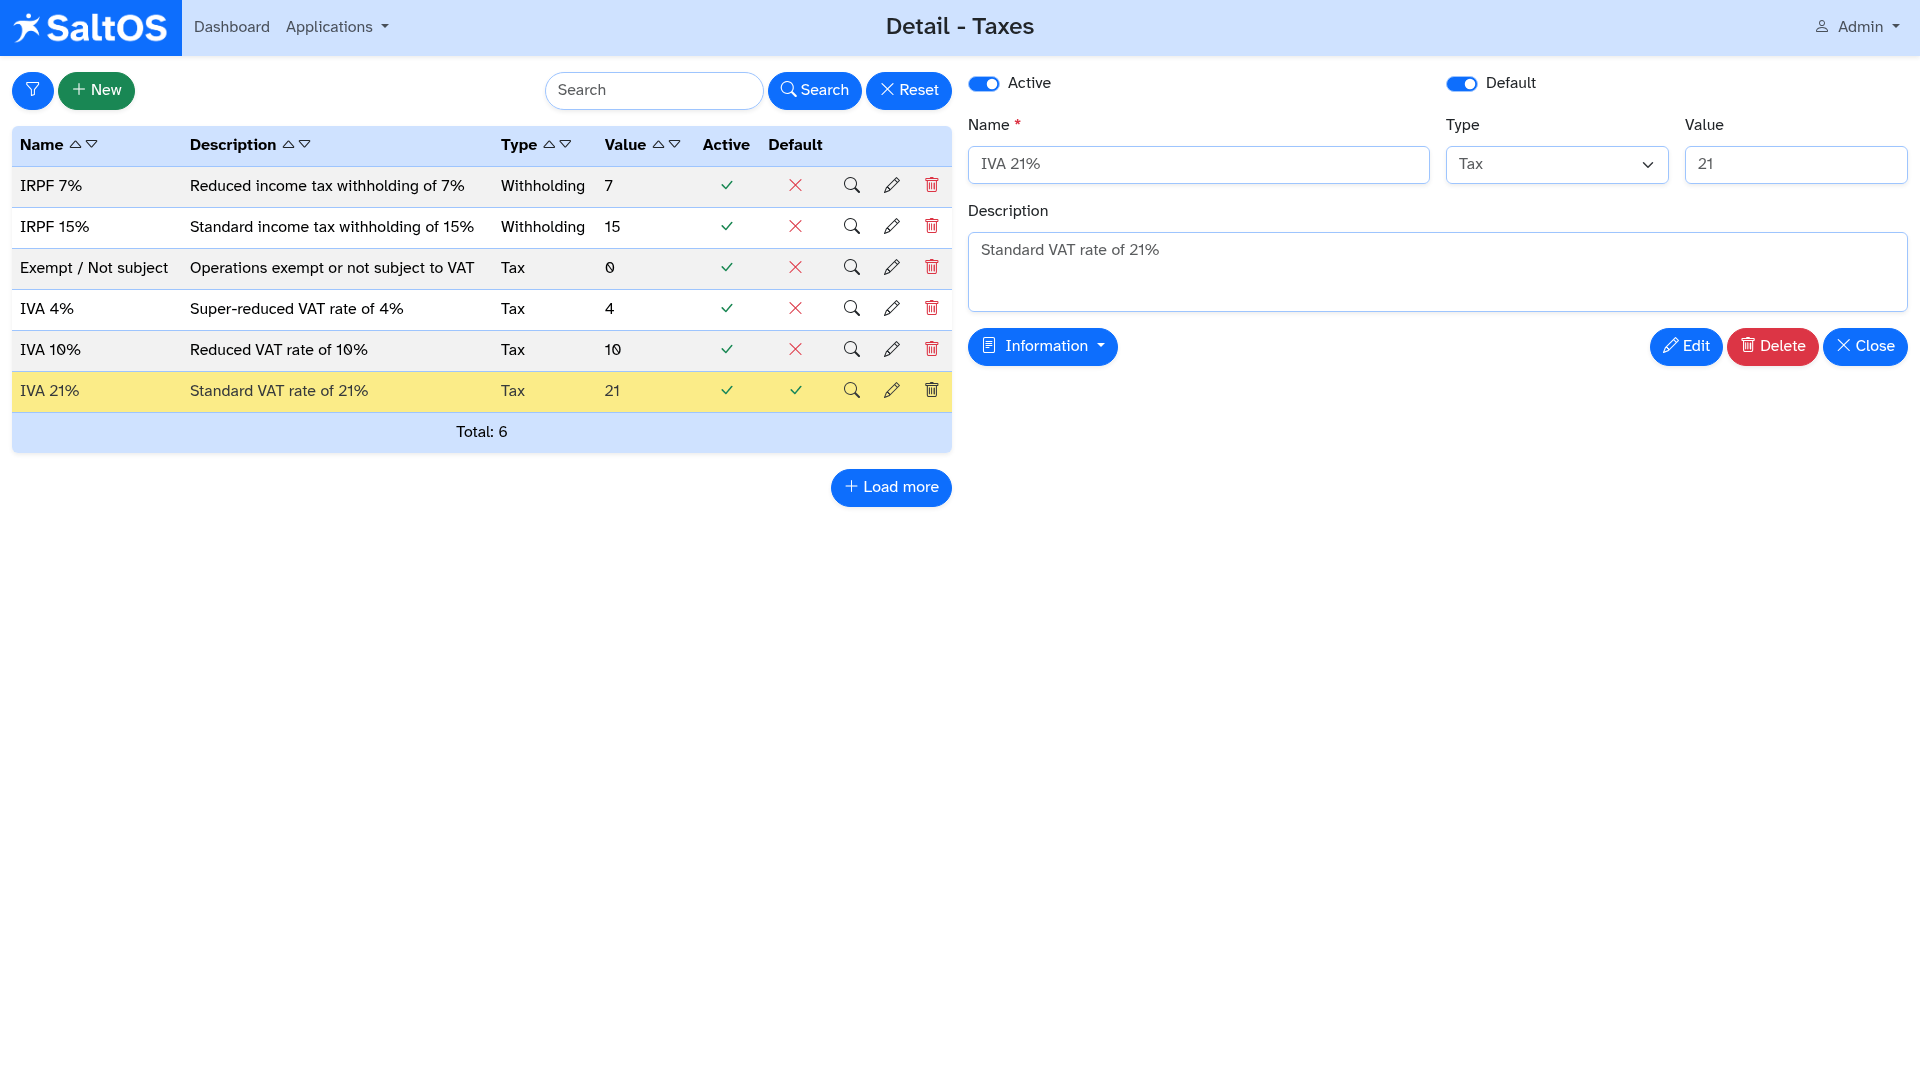 SaltOS Dashboard Applications Detail - Taxes Admin
New Search Search Reset
Name Description Type Value Active Default
IRPF 7% Reduced income tax withholding of 7% Withholding 7
IRPF 15% Standard income tax withholding of 15% Withholding 15
Exempt / Not subject Operations exempt or not subject to VAT Tax 0
IVA 4% Super-reduced VAT rate of 4% Tax 4
IVA 10% Reduced VAT rate of 10% Tax 10
IVA 21% Standard VAT rate of 21% Tax 21
Total: 6
Load more
Active Default
Name * Type Value
IVA 21% Tax 21
Description
Standard VAT rate of 21%
Information Edit Delete Close